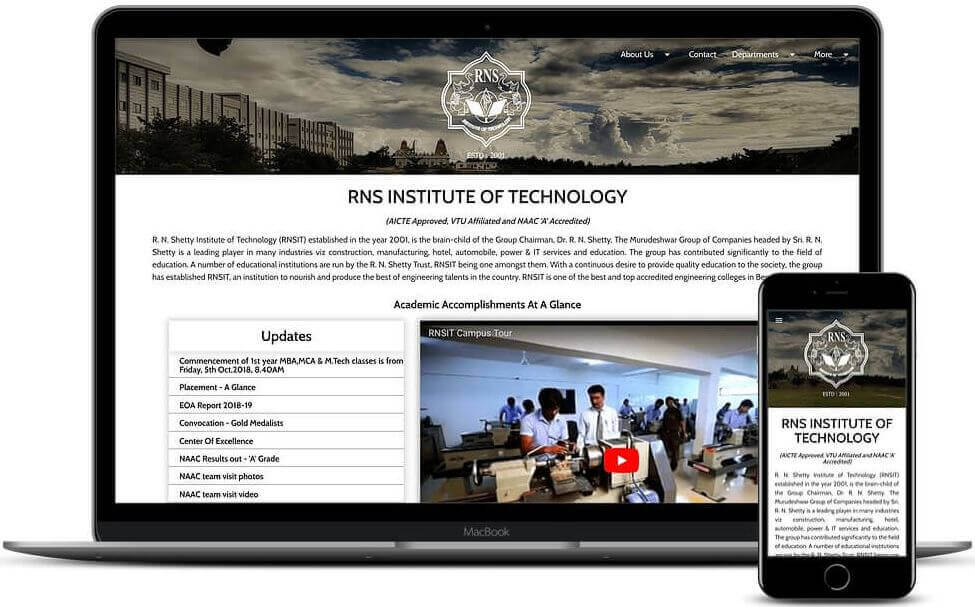 About Us
Contact
Departments
More
RNS
INSTITUTE OF TECHNOLOGY
ESTD : 2001
RNS INSTITUTE OF TECHNOLOGY
(AICTE Approved, VTU Affiliated and NAAC 'A' Accredited)
R. N. Shetty Institute of Technology (RNSIT) established in the year 2001, is the brain-child of the Group Chairman, Dr. R. N. Shetty. The Murudeshwar Group of Companies headed by Sri. R. N.
Shetty is a leading player in many industries viz construction, manufacturing, hotel, automobile, power & IT services and education. The group has contributed significantly to the field of
education. A number of educational institutions are run by the R. N. Shetty Trust, RNSIT being one amongst them. With a continuous desire to provide quality education to the society, the group
has established RNSIT, an institution to nourish and produce the best of engineering talents in the country. RNSIT is one of the best and top accredited engineering colleges in
Academic Accomplishments At A Glance
Updates
Commencement of 1st year MBA,MCA & M.Tech classes is from
Friday, 5th Oct.2018, 8.40AM
Placement - A Glance
EOA Report 2018-19
Convocation - Gold Medalists
Center Of Excellence
NAAC Results out - 'A' Grade
NAAC team visit photos
NAAC team visit video
RNSIT Campus Tour
MacBook
RNS
ESTD : 2001
RNS INSTITUTE OF
TECHNOLOGY
(AICTE Approved, VTU Affiliated and NAAC 'A'
Accredited)
R. N. Shetty Institute of Technology (RNSIT)
established in the year 2001, is the brain-child of
the Group Chairman, Dr. R. N. Shetty. The
Murudeshwar Group of Companies headed by Sri.
R. N. Shetty is a leading player in many industries
viz construction, manufacturing, hotel,
automobile, power & IT services and education.
The group has contributed significantly to the field
of education. A number of educational institutions